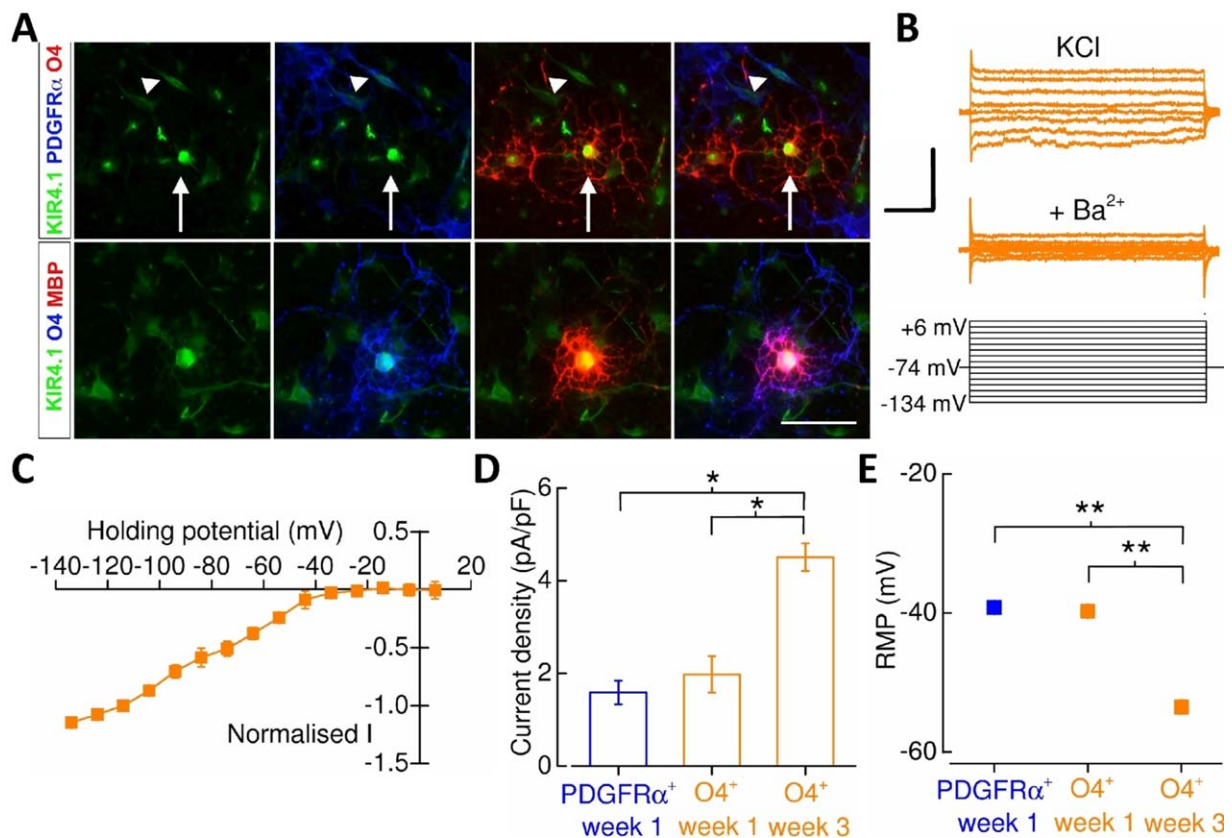 A
KIR4.1 PDGFRα O4
KIR4.1 O4 MBP
B
KCl
+ Ba²⁺
+6 mV
-74 mV
-134 mV
C
Holding potential (mV)
-140 -100 -80 -60 -40 -20 20
0.5
0
-0.5
-1.0
-1.5
Normalised I
D
Current density (pA/pF)
6
4
2
0
*
*
PDGFRα⁺
week 1
O4⁺
week 1
O4⁺
week 3
E
RMP (mV)
-20
-40
-60
**
**
PDGFRα⁺
week 1
O4⁺
week 1
O4⁺
week 3